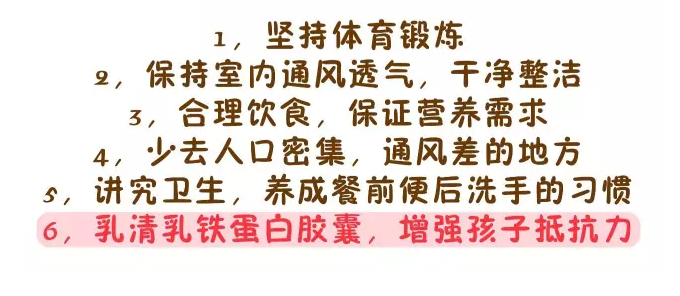 1，坚持体育锻炼
2，保持室内通风透气，干净整洁
3，合理饮食，保证营养需求
4，少去人口密集，通风差的地方
5，讲究卫生，养成餐前便后洗手的习惯
6，乳清乳铁蛋白胶囊，增强孩子抵抗力